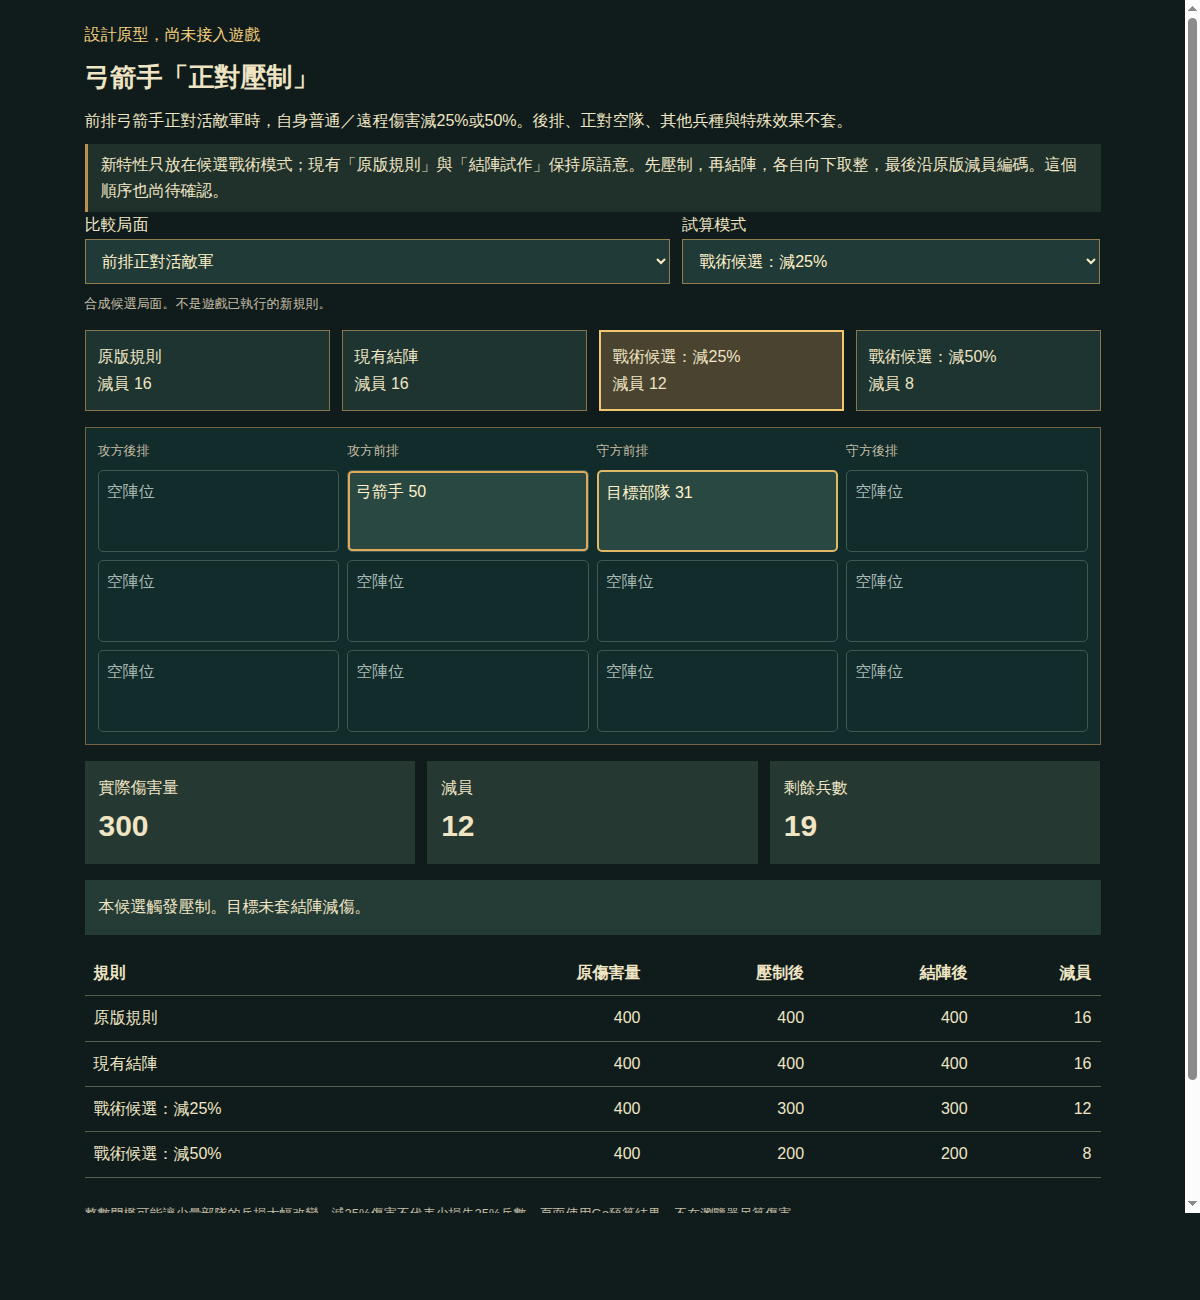 設計原型，尚未接入遊戲
弓箭手「正對壓制」
前排弓箭手正對活敵軍時，自身普通／遠程傷害減25%或50%。後排、正對空隊、其他兵種與特殊效果不套。
新特性只放在候選戰術模式；現有「原版規則」與「結陣試作」保持原語意。先壓制，再結陣，各自向下取整，最後沿原版減員編碼。這個
順序也尚待確認。
比較局面
試算模式
前排正對活敵軍
戰術候選：減25%
合成候選局面。不是遊戲已執行的新規則。
原版規則
減員 16
現有結陣
減員 16
戰術候選：減25%
減員 12
戰術候選：減50%
減員 8
攻方後排
攻方前排
守方前排
守方後排
空陣位
弓箭手 50
目標部隊 31
空陣位
空陣位
空陣位
空陣位
空陣位
空陣位
空陣位
空陣位
空陣位
實際傷害量
300
減員
12
剩餘兵數
19
本候選觸發壓制。目標未套結陣減傷。
規則 原傷害量 壓制後 結陣後 減員
原版規則 400 400 400 16
現有結陣 400 400 400 16
戰術候選：減25% 400 300 300 12
戰術候選：減50% 400 200 200 8